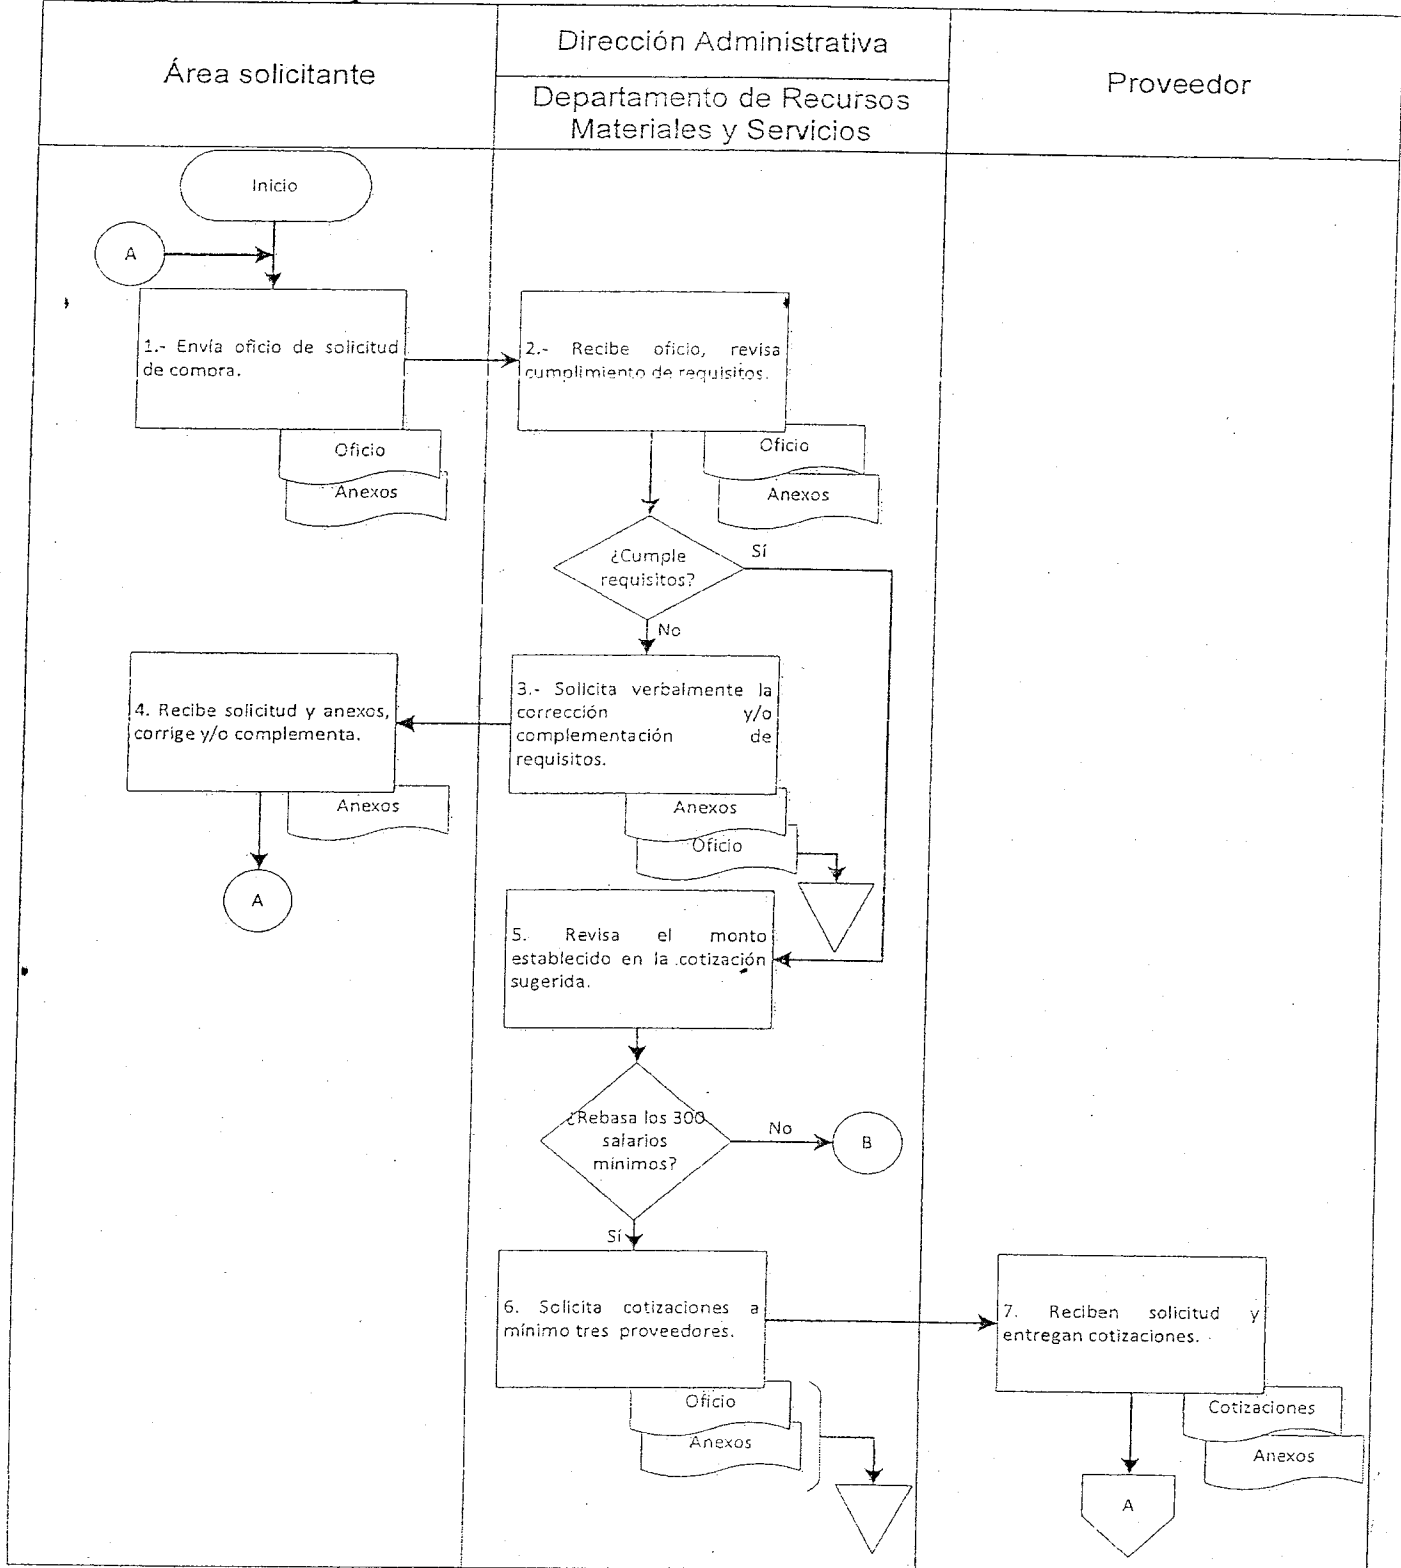 Área solicitante
Dirección Administrativa
Departamento de Recursos
Materiales y Servicios
Proveedor
Inicio
A
1.- Envía oficio de solicitud
de compra.
Oficio
Anexos
2.- Recibe oficio, revisa
cumplimiento de requisitos.
Oficio
Anexos
¿Cumple
requisitos?
Sí
No
3.- Solicita verbalmente la
corrección y/o
complementación de
requisitos.
Anexos
Oficio
4. Recibe solicitud y anexos,
corrige y/o complementa.
Anexos
A
5. Revisa el monto
establecido en la cotización
sugerida.
¿Rebasa los 300
salarios
mínimos?
No
B
Sí
6. Solicita cotizaciones a
mínimo tres proveedores.
Oficio
Anexos
7. Reciben solicitud y
entregan cotizaciones.
Cotizaciones
Anexos
A